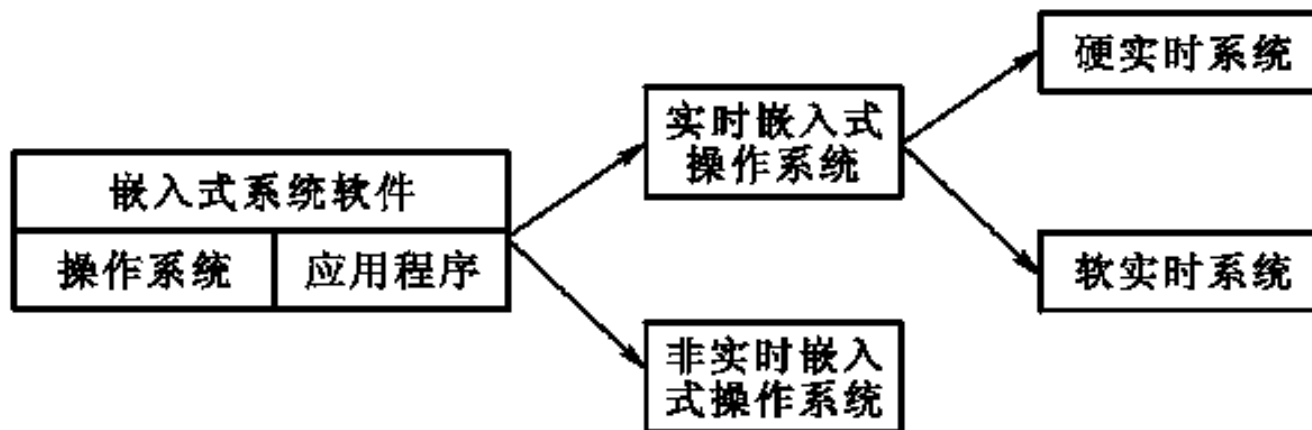 嵌入式系统软件
操作系统
应用程序
实时嵌入式
操作系统
非实时嵌入
式操作系统
硬实时系统
软实时系统